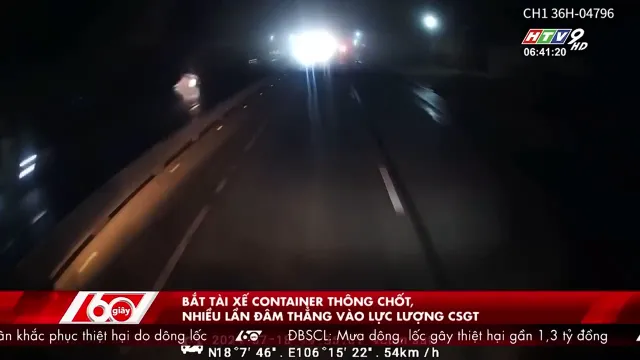 CH1 36H-04796
HTV9 HD
06:41:20
60 giây
BẮT TÀI XẾ CONTAINER THÔNG CHỐT,
NHIỀU LẦN ĐÂM THẲNG VÀO LỰC LƯỢNG CSGT
khắc phục thiệt hại do dông lốc
ĐBSCL: Mưa dông, lốc gây thiệt hại gần 1,3 tỷ đồng
N18°7'46". E106°15'22". 54km/h